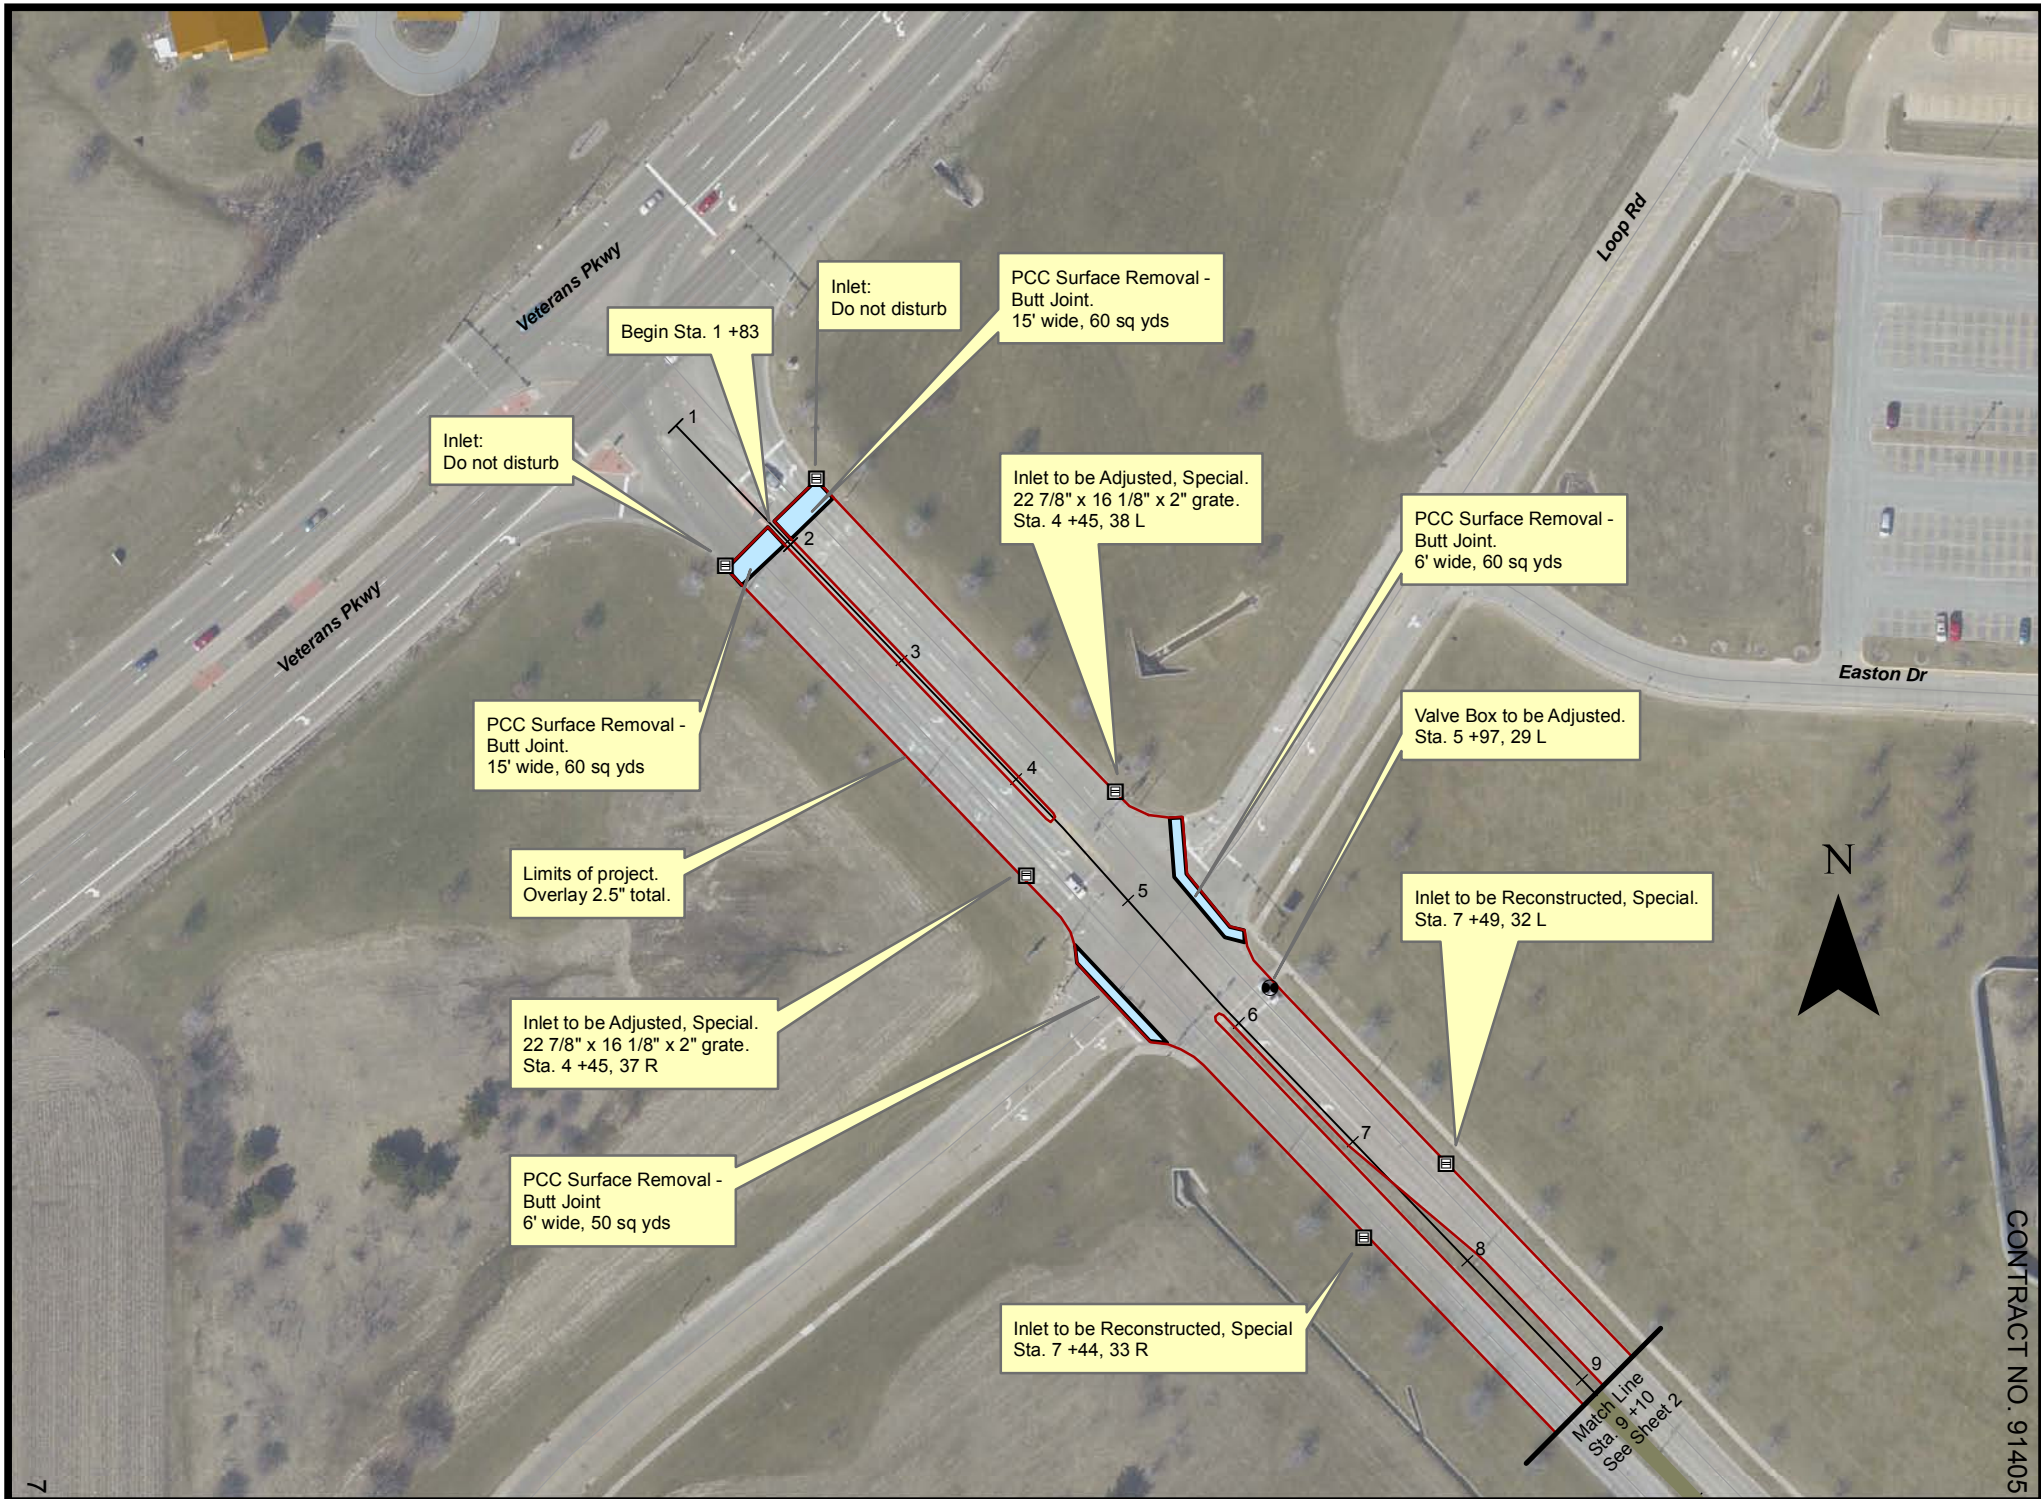 Veterans Pkwy
Loop Rd
Inlet:
Do not disturb
PCC Surface Removal -
Butt Joint.
15' wide, 60 sq yds
Begin Sta. 1 +83
1
Inlet:
Do not disturb
Inlet to be Adjusted, Special.
22 7/8" x 16 1/8" x 2" grate.
Sta. 4 +45, 38 L
PCC Surface Removal -
Butt Joint.
6' wide, 60 sq yds
2
Veterans Pkwy
3
Easton Dr
PCC Surface Removal -
Butt Joint.
15' wide, 60 sq yds
Valve Box to be Adjusted.
Sta. 5 +97, 29 L
4
Limits of project.
Overlay 2.5" total.
5
Inlet to be Reconstructed, Special.
Sta. 7 +49, 32 L
N
Inlet to be Adjusted, Special.
22 7/8" x 16 1/8" x 2" grate.
Sta. 4 +45, 37 R
6
7
PCC Surface Removal -
Butt Joint
6' wide, 50 sq yds
8
Inlet to be Reconstructed, Special
Sta. 7 +44, 33 R
9
Match Line
Sta. 9 +10
See Sheet 2
CONTRACT NO. 91405
7